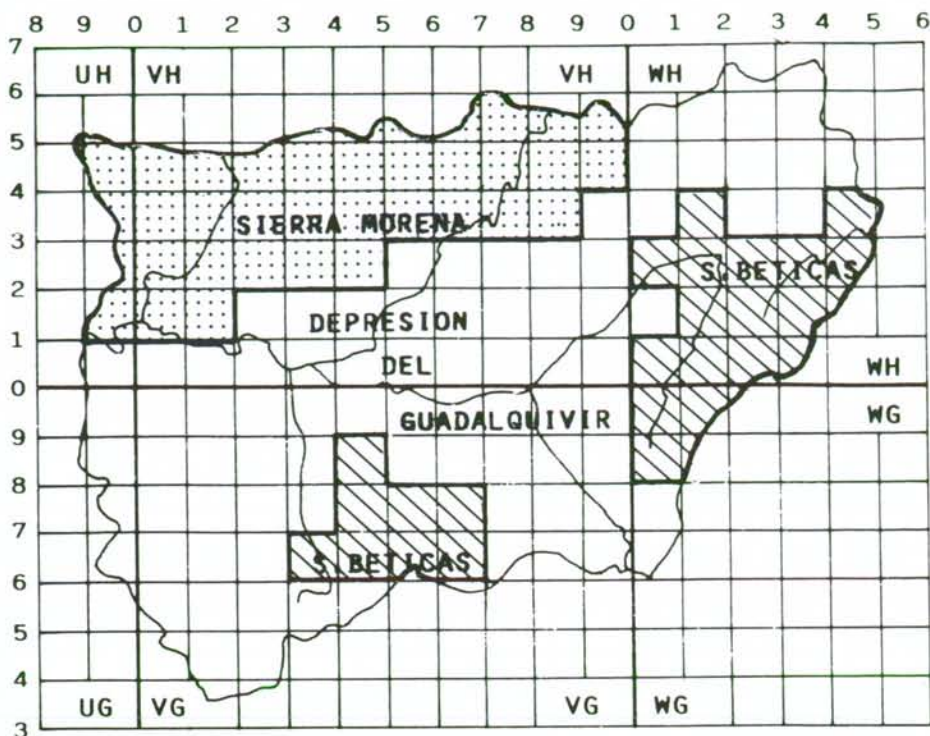 8 9 0 1 2 3 4 5 6 7 9 0 1 2 3 4 5 6
7
UH VH VH WH
6
5
4
SIERRA MORENA
3
S. BETICAS
2
DEPRESION
1
DEL WH
0
GUADALQUIVIR WG
9
8
7
S. BETICAS
6
5
4
UG VG VG WG
3